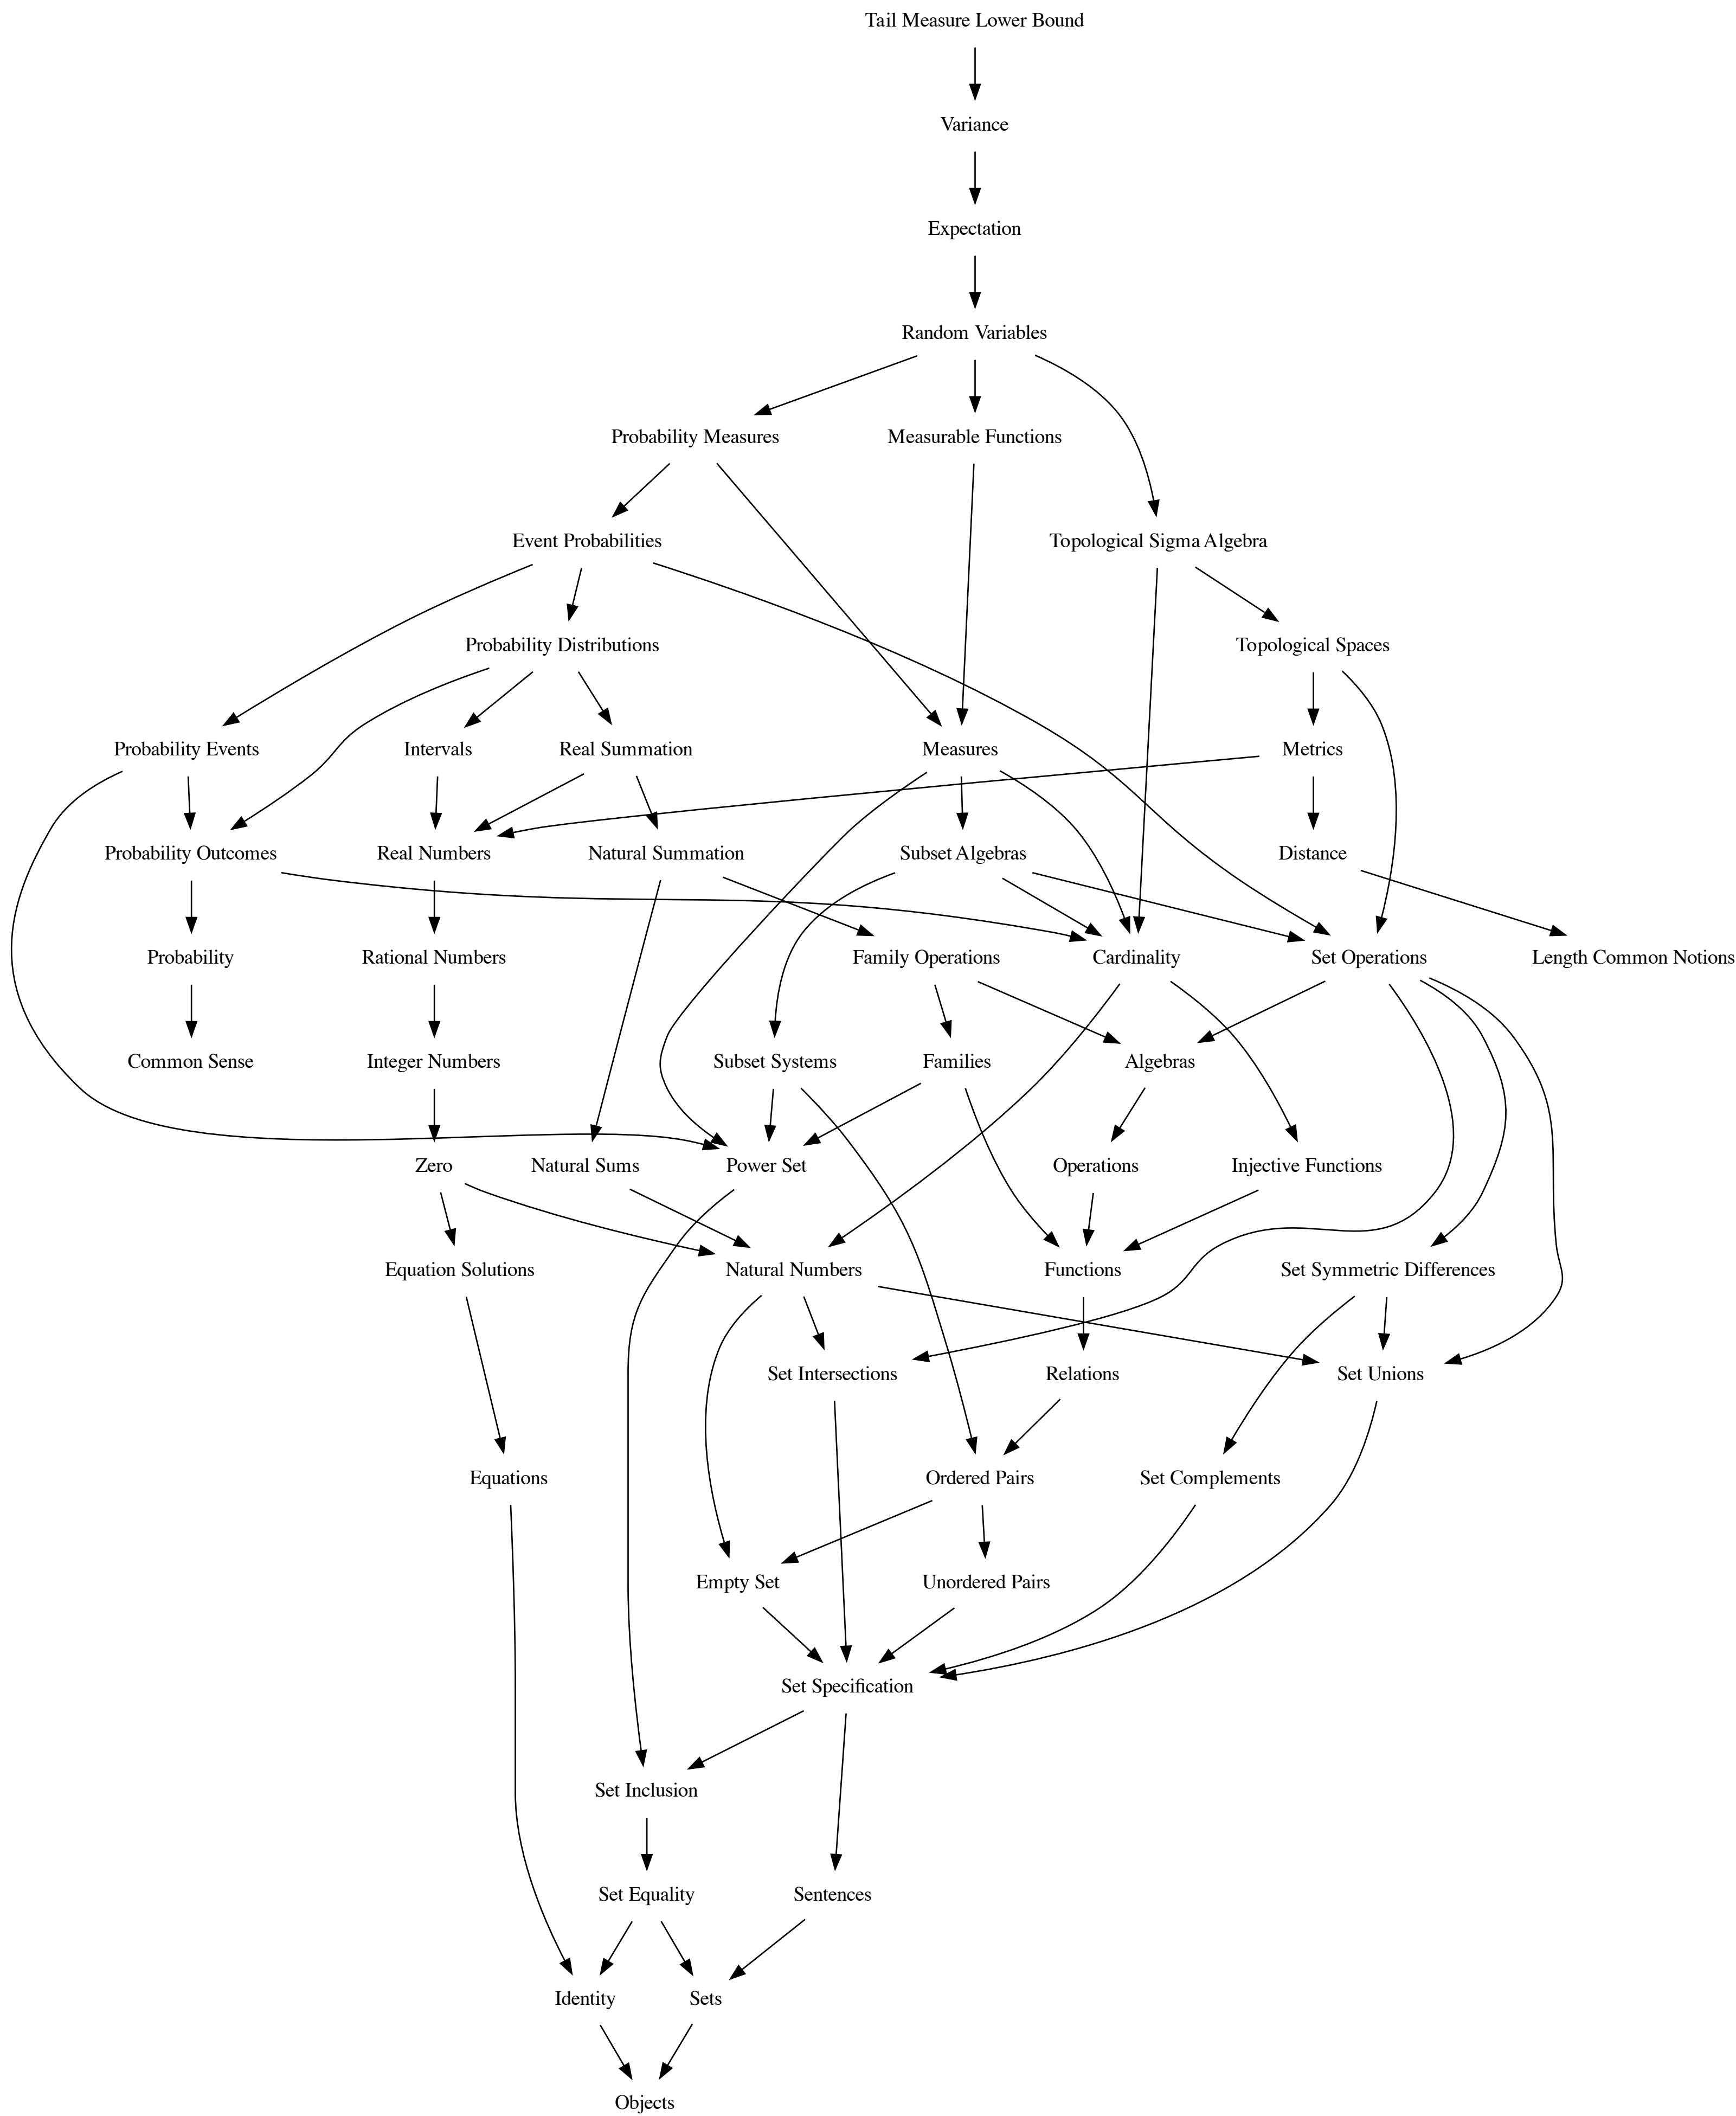 Tail Measure Lower Bound
Variance
Expectation
Random Variables
Probability Measures
Measurable Functions
Event Probabilities
Topological Sigma Algebra
Probability Distributions
Topological Spaces
Probability Events
Intervals
Real Summation
Measures
Metrics
Probability Outcomes
Real Numbers
Natural Summation
Subset Algebras
Distance
Probability
Rational Numbers
Family Operations
Cardinality
Set Operations
Length Common Notions
Common Sense
Integer Numbers
Subset Systems
Families
Algebras
Zero
Natural Sums
Power Set
Operations
Injective Functions
Equation Solutions
Natural Numbers
Functions
Set Symmetric Differences
Set Intersections
Relations
Set Unions
Equations
Ordered Pairs
Set Complements
Empty Set
Unordered Pairs
Set Specification
Set Inclusion
Set Equality
Sentences
Identity
Sets
Objects